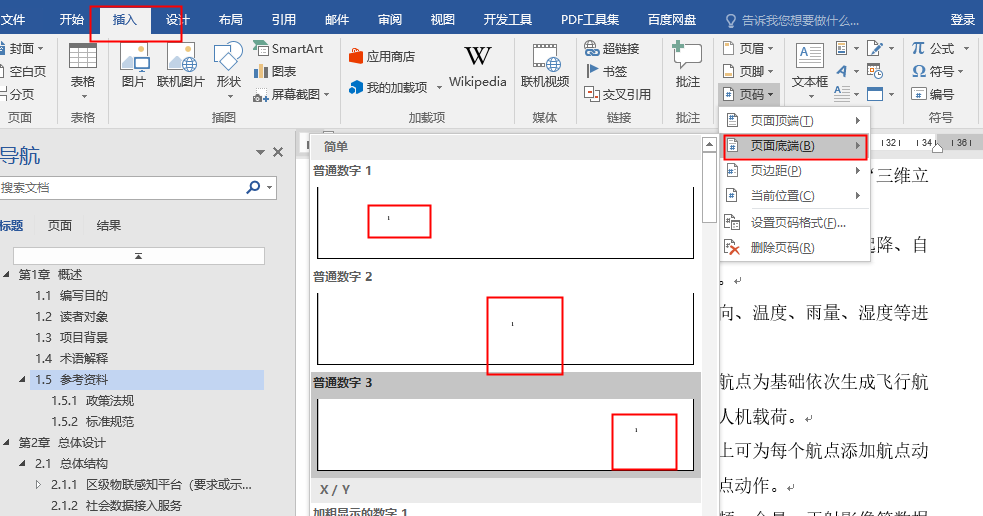 文件 开始 插入 设计 布局 引用 邮件 审阅 视图 开发工具 PDF工具集 百度网盘 告诉我您想要做什么... 登录
封面 空白页 分页 页面
表格 表格
图片 联机图片 形状 SmartArt 图表 屏幕截图 插图
应用商店 我的加载项 Wikipedia 加载项
联机视频 媒体
超链接 书签 交叉引用 链接
批注 批注
页眉 页脚 页码
文本框
公式 符号 编号 符号
页面顶端(T)
页面底端(B)
页边距(P)
当前位置(C)
设置页码格式(F)...
删除页码(R)
导航
搜索文档
标题 页面 结果
第1章 概述
1.1 编写目的
1.2 读者对象
1.3 项目背景
1.4 术语解释
1.5 参考资料
1.5.1 政策法规
1.5.2 标准规范
第2章 总体设计
2.1 总体结构
2.1.1 区级物联感知平台（要求或示...
2.1.2 社会数据接入服务
简单
普通数字 1
1
普通数字 2
1
普通数字 3
1
X / Y
加粗显示的数字 1
32 34 36
三维立
起降、自
。
向、温度、雨量、湿度等进
航点为基础依次生成飞行航
人机载荷。
上可为每个航点添加航点动
点动作。